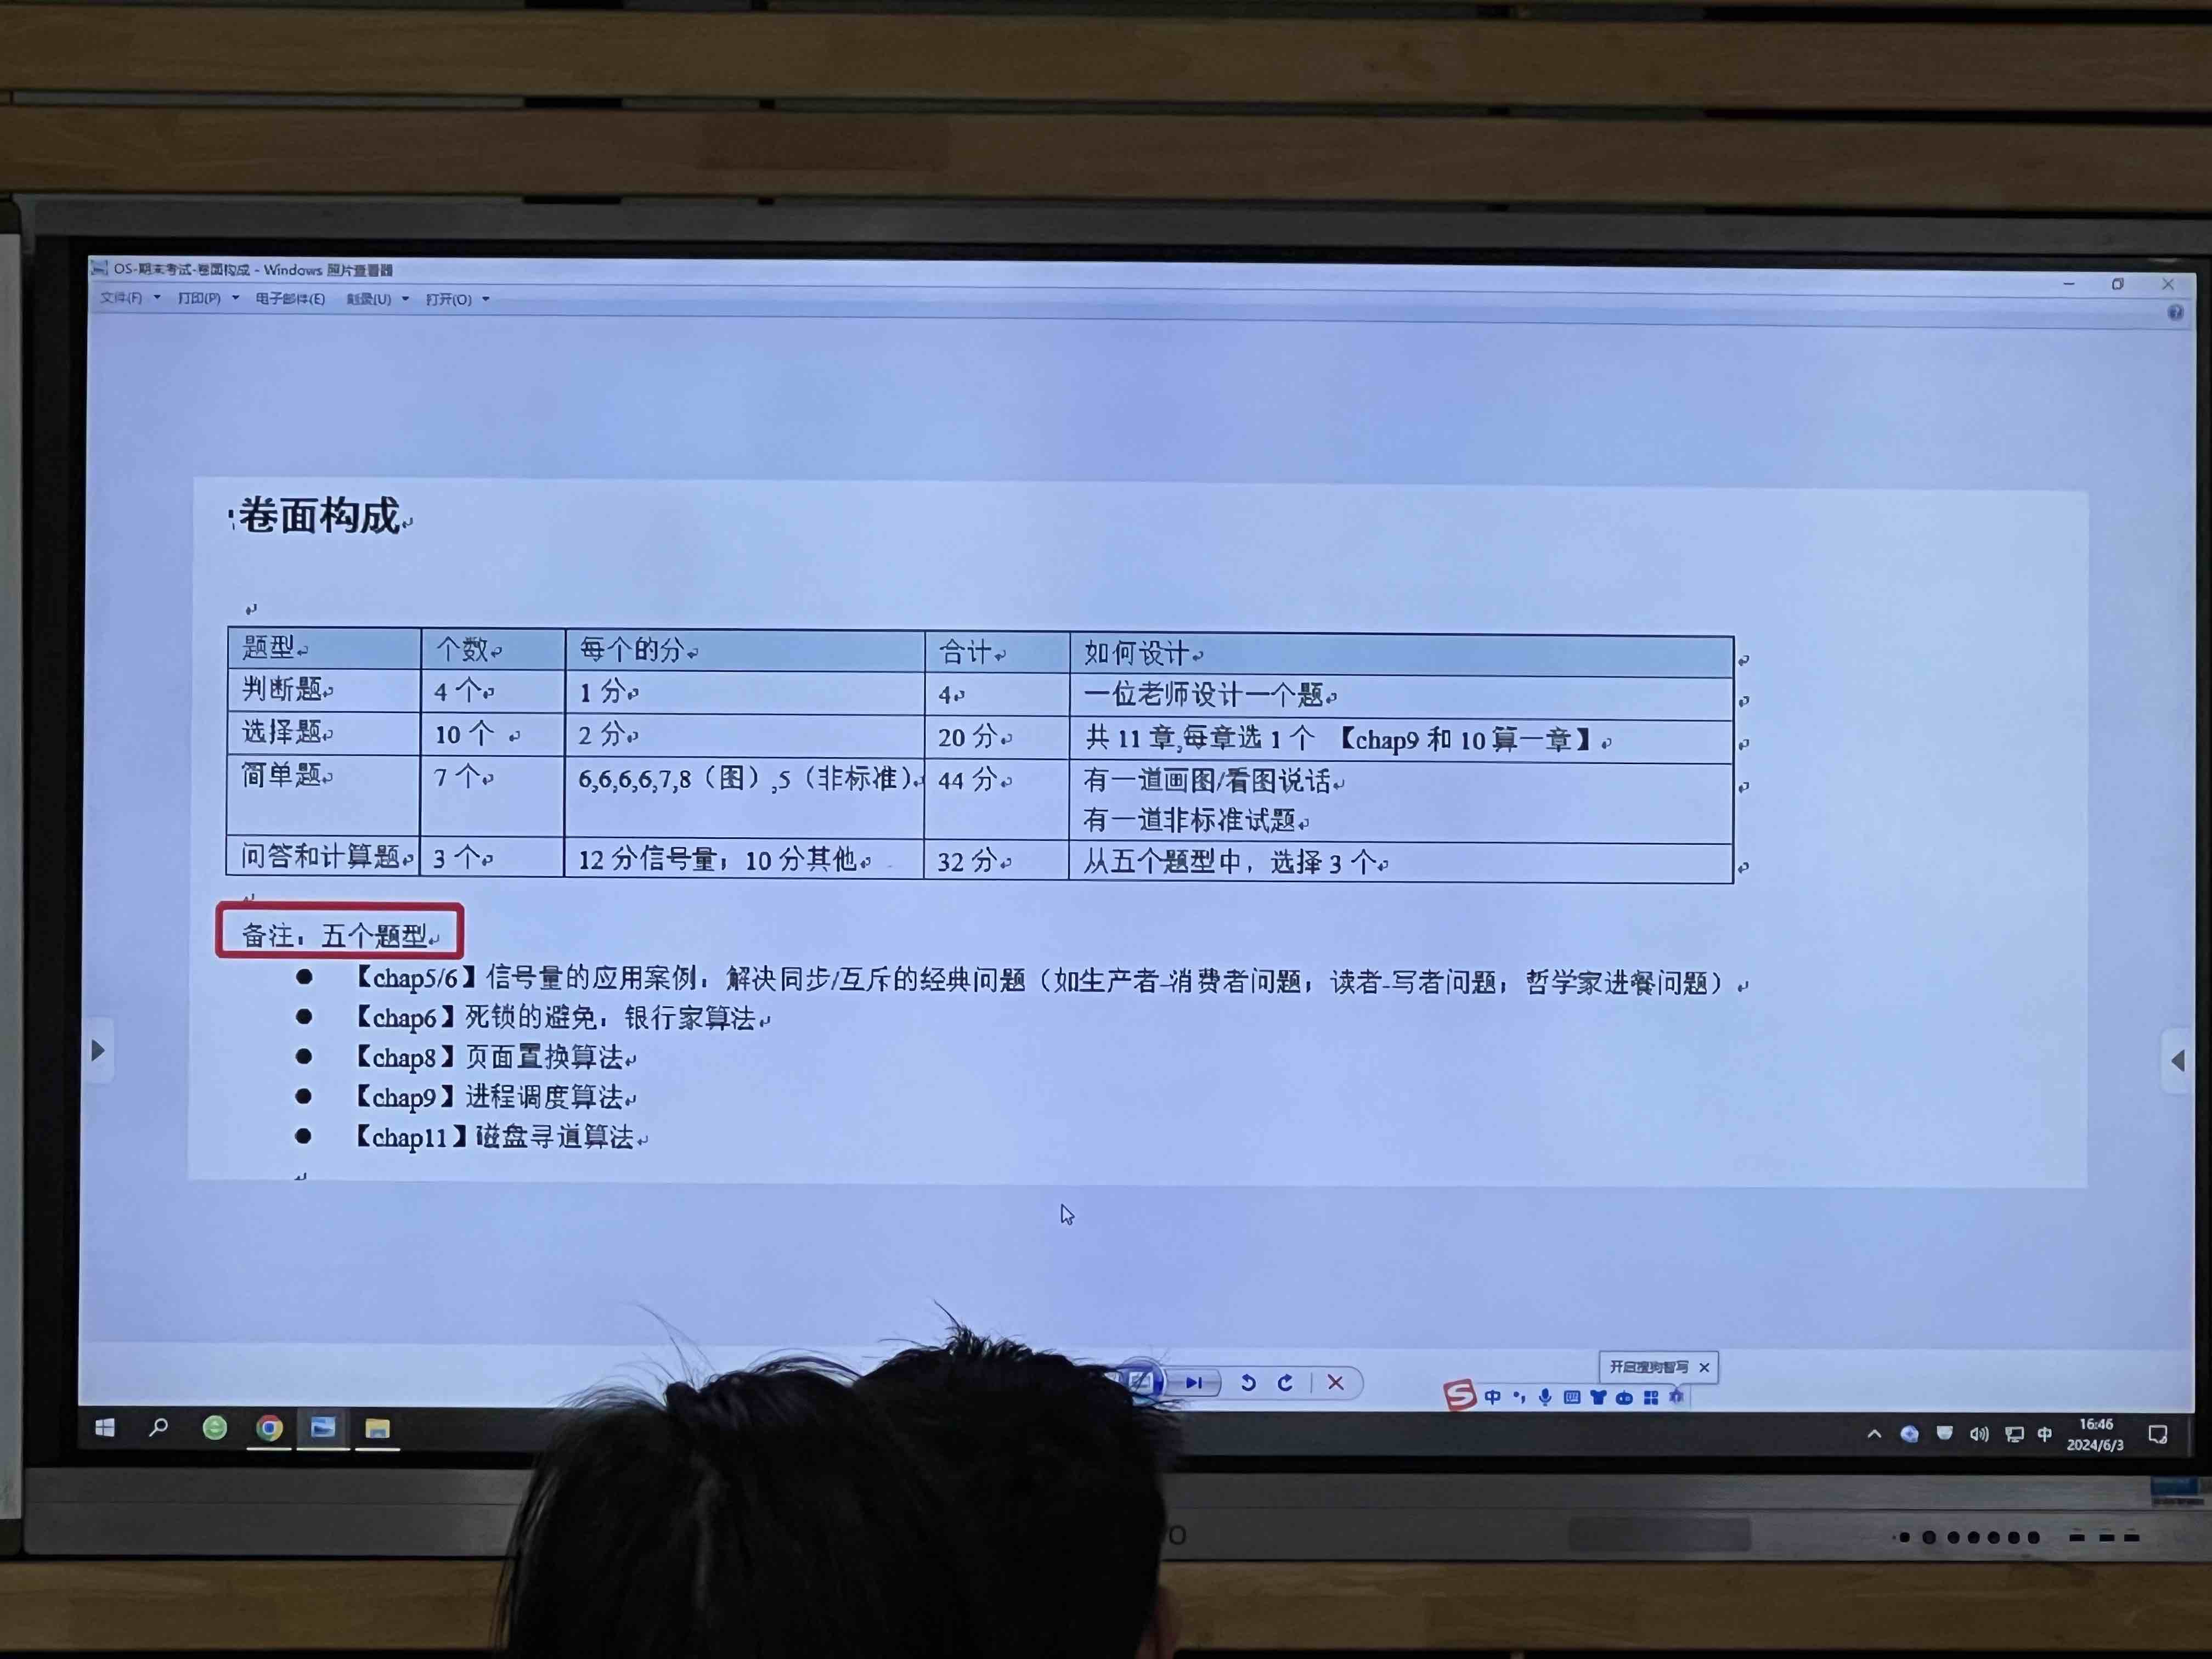 OS-期末考试-卷面构成 - Windows 照片查看器
文件(F) 打印(P) 电子邮件(E) 刻录(U) 打开(O)
卷面构成
题型 个数 每个的分 合计 如何设计
判断题 4 个 1 分 4 一位老师设计一个题
选择题 10 个 2 分 20 分 共 11 章,每章选 1 个 【chap9 和 10 算一章】
简单题 7 个 6,6,6,6,7,8（图）,5（非标准） 44 分 有一道画图/看图说话
有一道非标准试题
问答和计算题 3 个 12 分信号量；10 分其他 32 分 从五个题型中，选择 3 个
备注：五个题型
● 【chap5/6】信号量的应用案例：解决同步/互斥的经典问题（如生产者-消费者问题；读者-写者问题；哲学家进餐问题）
● 【chap6】死锁的避免：银行家算法
● 【chap8】页面置换算法
● 【chap9】进程调度算法
● 【chap11】磁盘寻道算法
开启搜狗智写
中
中
16:46
2024/6/3